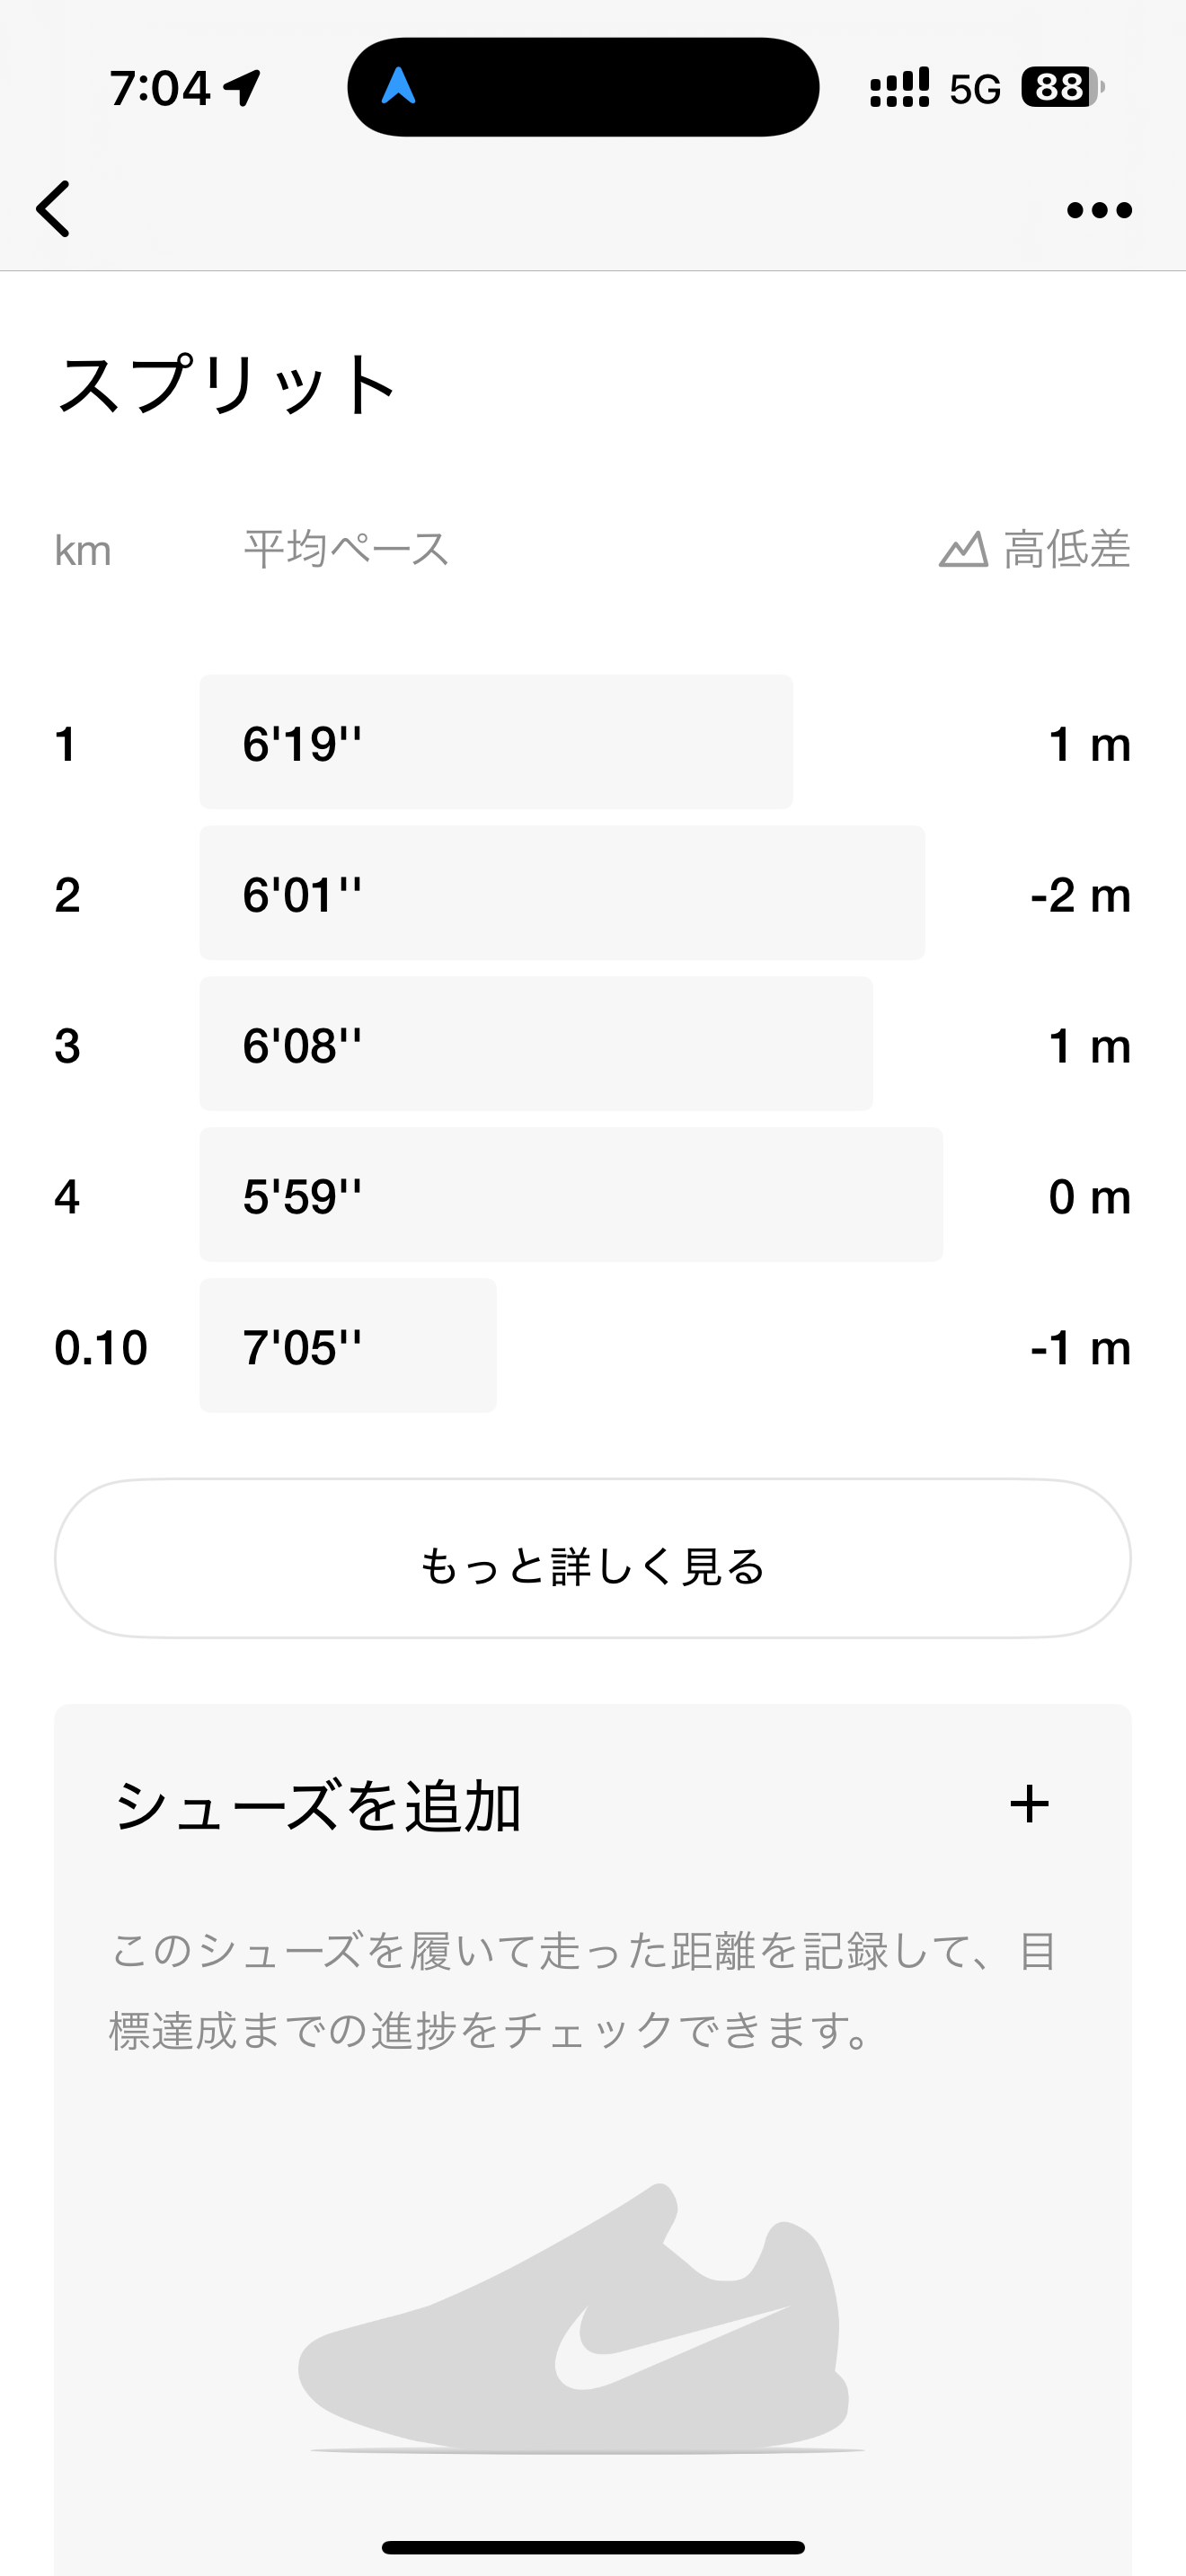 7:04 5G 88
スプリット
km 平均ペース 高低差
1 6'19'' 1 m
2 6'01'' -2 m
3 6'08'' 1 m
4 5'59'' 0 m
0.10 7'05'' -1 m
もっと詳しく見る
シューズを追加 +
このシューズを履いて走った距離を記録して、目
標達成までの進捗をチェックできます。